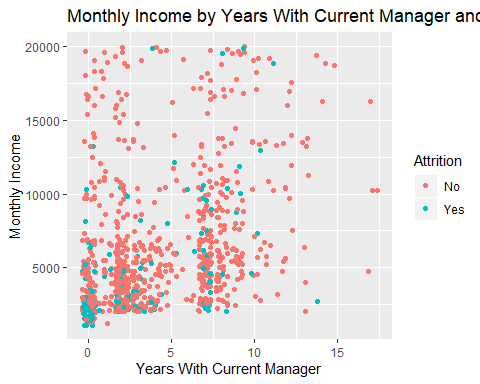 Monthly Income by Years With Current Manager and
20000
15000
10000
5000
Monthly Income
0
5
10
15
Years With Current Manager
Attrition
No
Yes